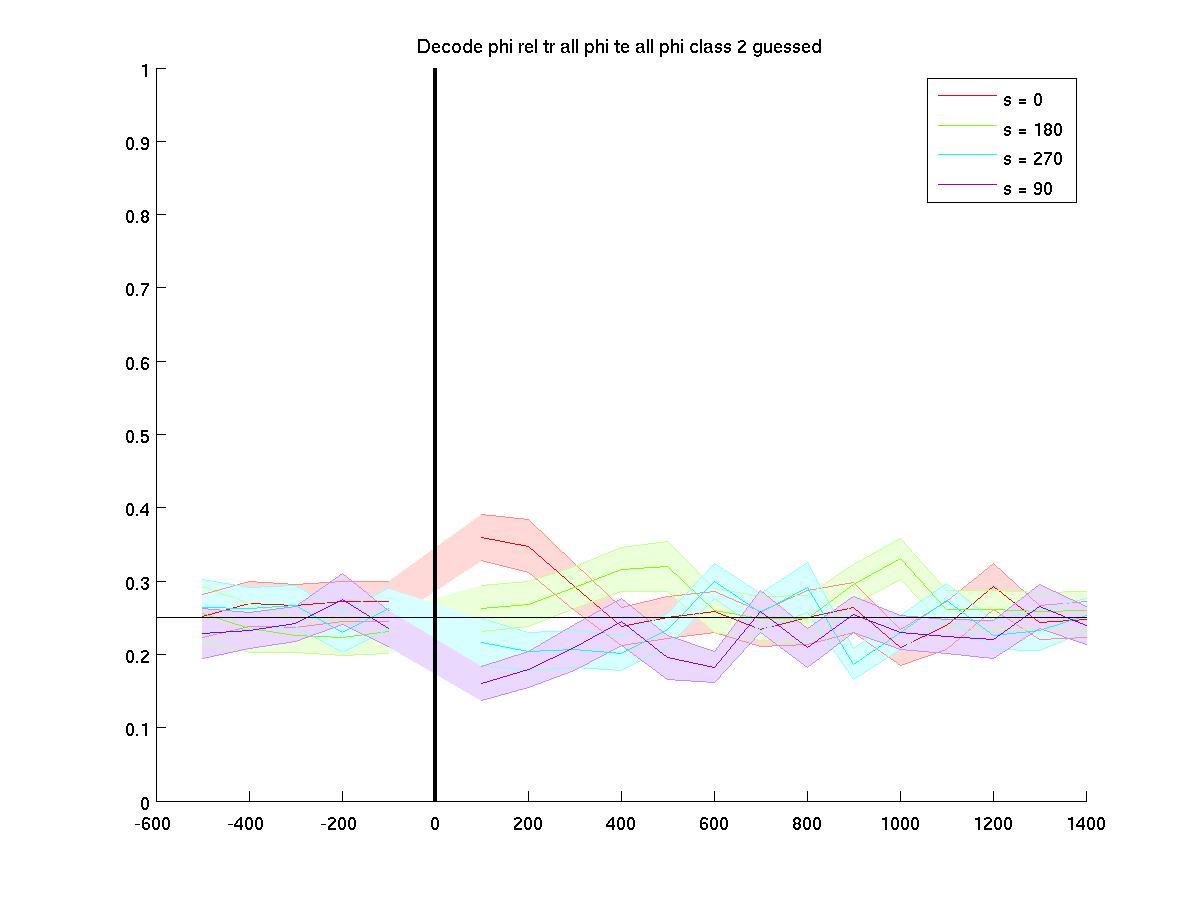 Decode phi rel tr all phi te all phi class 2 guessed
s = 0
s = 180
s = 270
s = 90
1
0.9
0.8
0.7
0.6
0.5
0.4
0.3
0.2
0.1
0
-600 -400 -200 0 200 400 600 800 1000 1200 1400